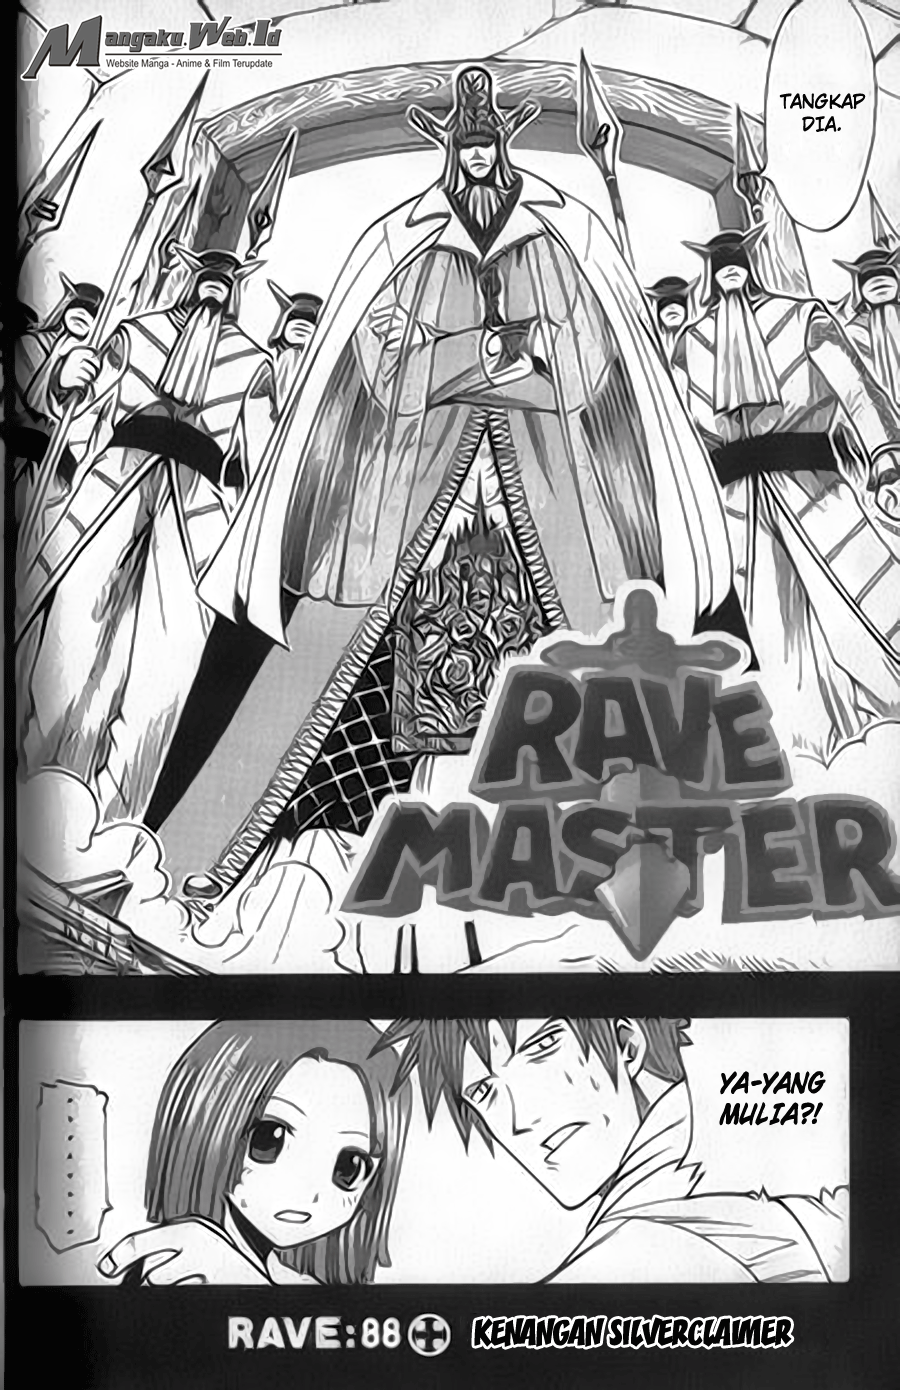 Mangaku.Web.Id
Website Manga - Anime & Film Terupdate
TANGKAP
DIA.
RAVE
MASTER
YA-YANG
MULIA?!
RAVE:88 KENANGAN SILVERCLAIMER